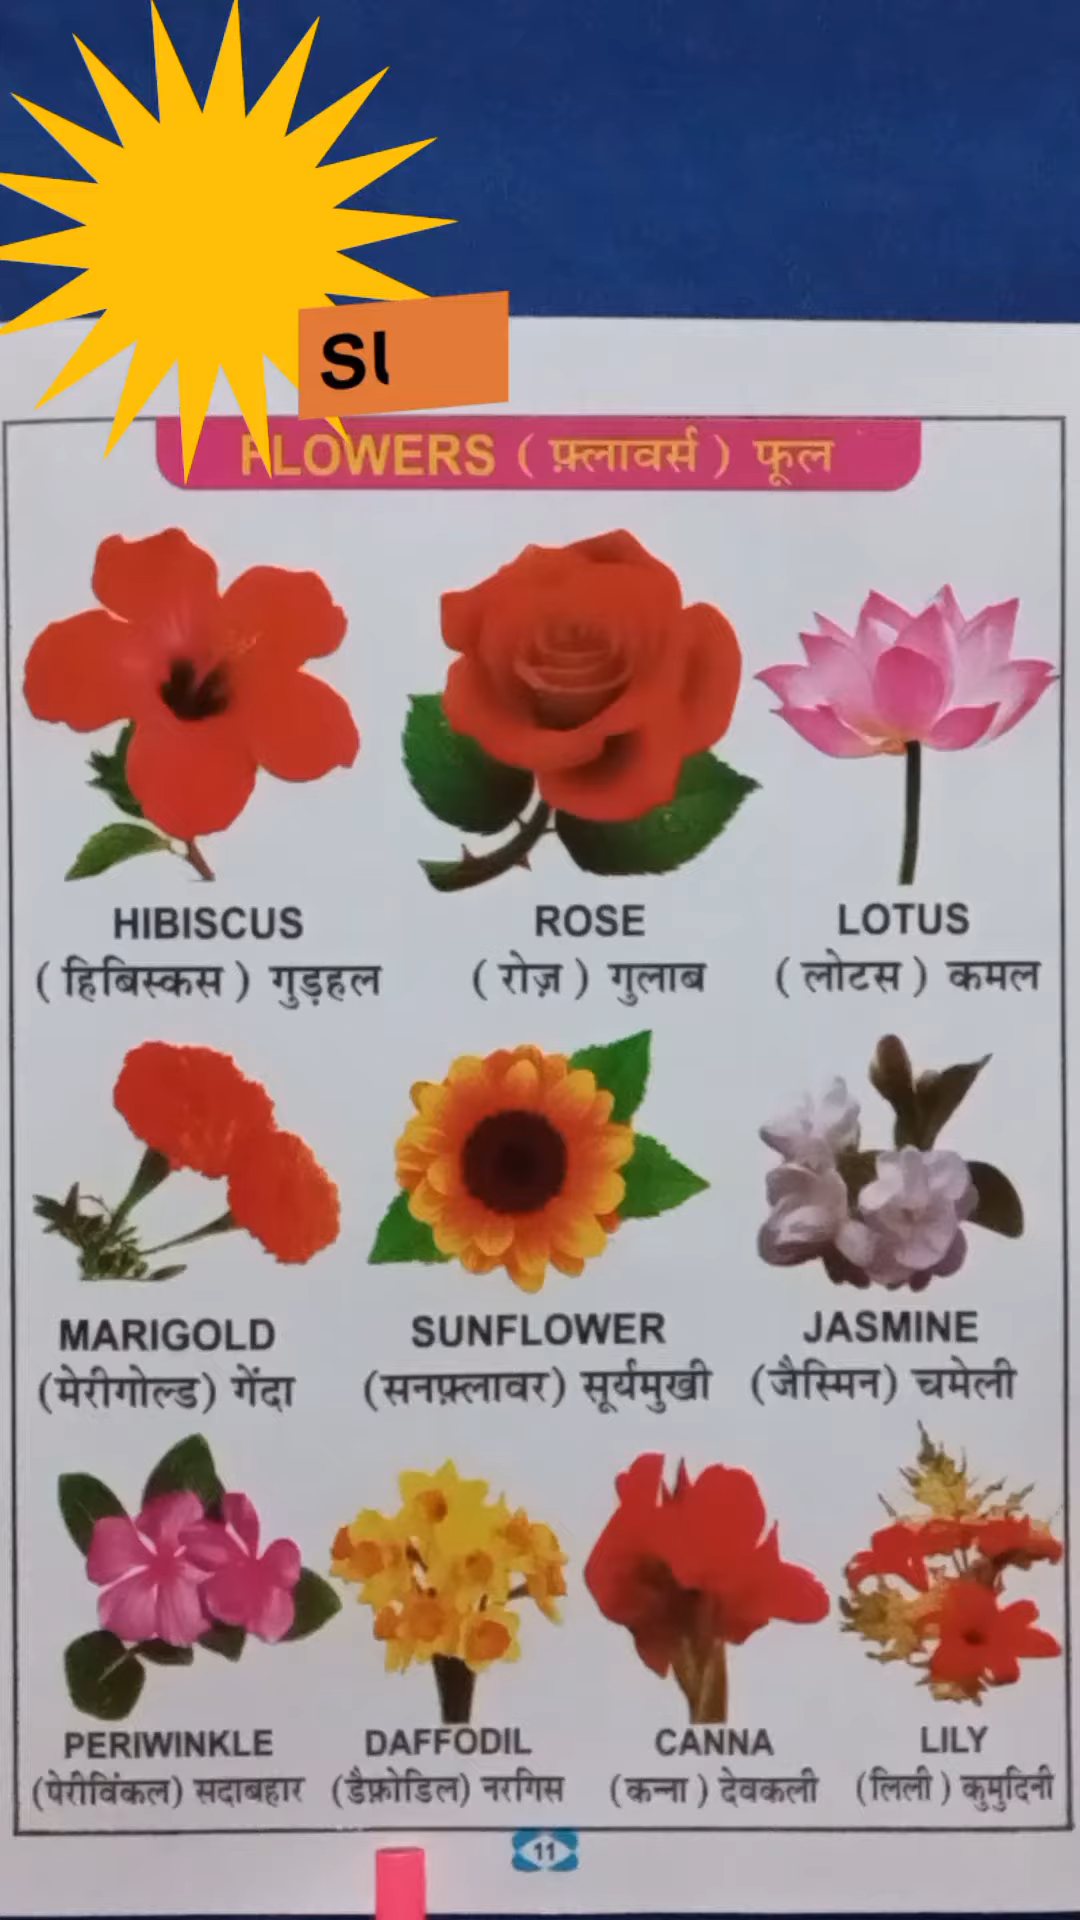 SU
FLOWERS ( फ़्लावर्स ) फूल
HIBISCUS
( हिबिस्कस ) गुड़हल
ROSE
( रोज़ ) गुलाब
LOTUS
( लोटस ) कमल
MARIGOLD
(मेरीगोल्ड) गेंदा
SUNFLOWER
(सनफ़्लावर) सूर्यमुखी
JASMINE
(जैस्मिन) चमेली
PERIWINKLE
(पेरीविंकल) सदाबहार
DAFFODIL
(डैफ़ोडिल) नरगिस
CANNA
(कन्ना ) देवकली
LILY
(लिली ) कुमुदिनी
11